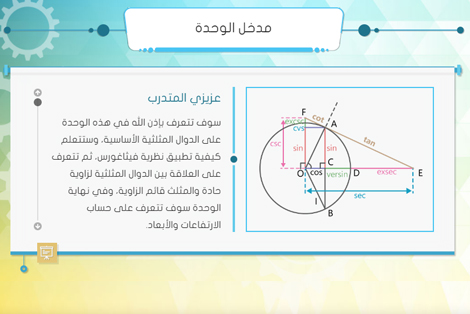 مدخل الوحدة
عزيزي المتدرب
سوف تتعرف بإذن الله في هذه الوحدة
على الدوال المثلثية الأساسية، وستتعلم
كيفية تطبيق نظرية فيثاغورس، ثم تتعرف
على العلاقة بين الدوال المثلثية لزاوية
حادة والمثلث قائم الزاوية، وفي نهاية
الوحدة سوف تتعرف على حساب
الارتفاعات والأبعاد.
F
excsc cot
cvs A
csc sin sin tan
C
O cos versin D exsec E
sec
I
B